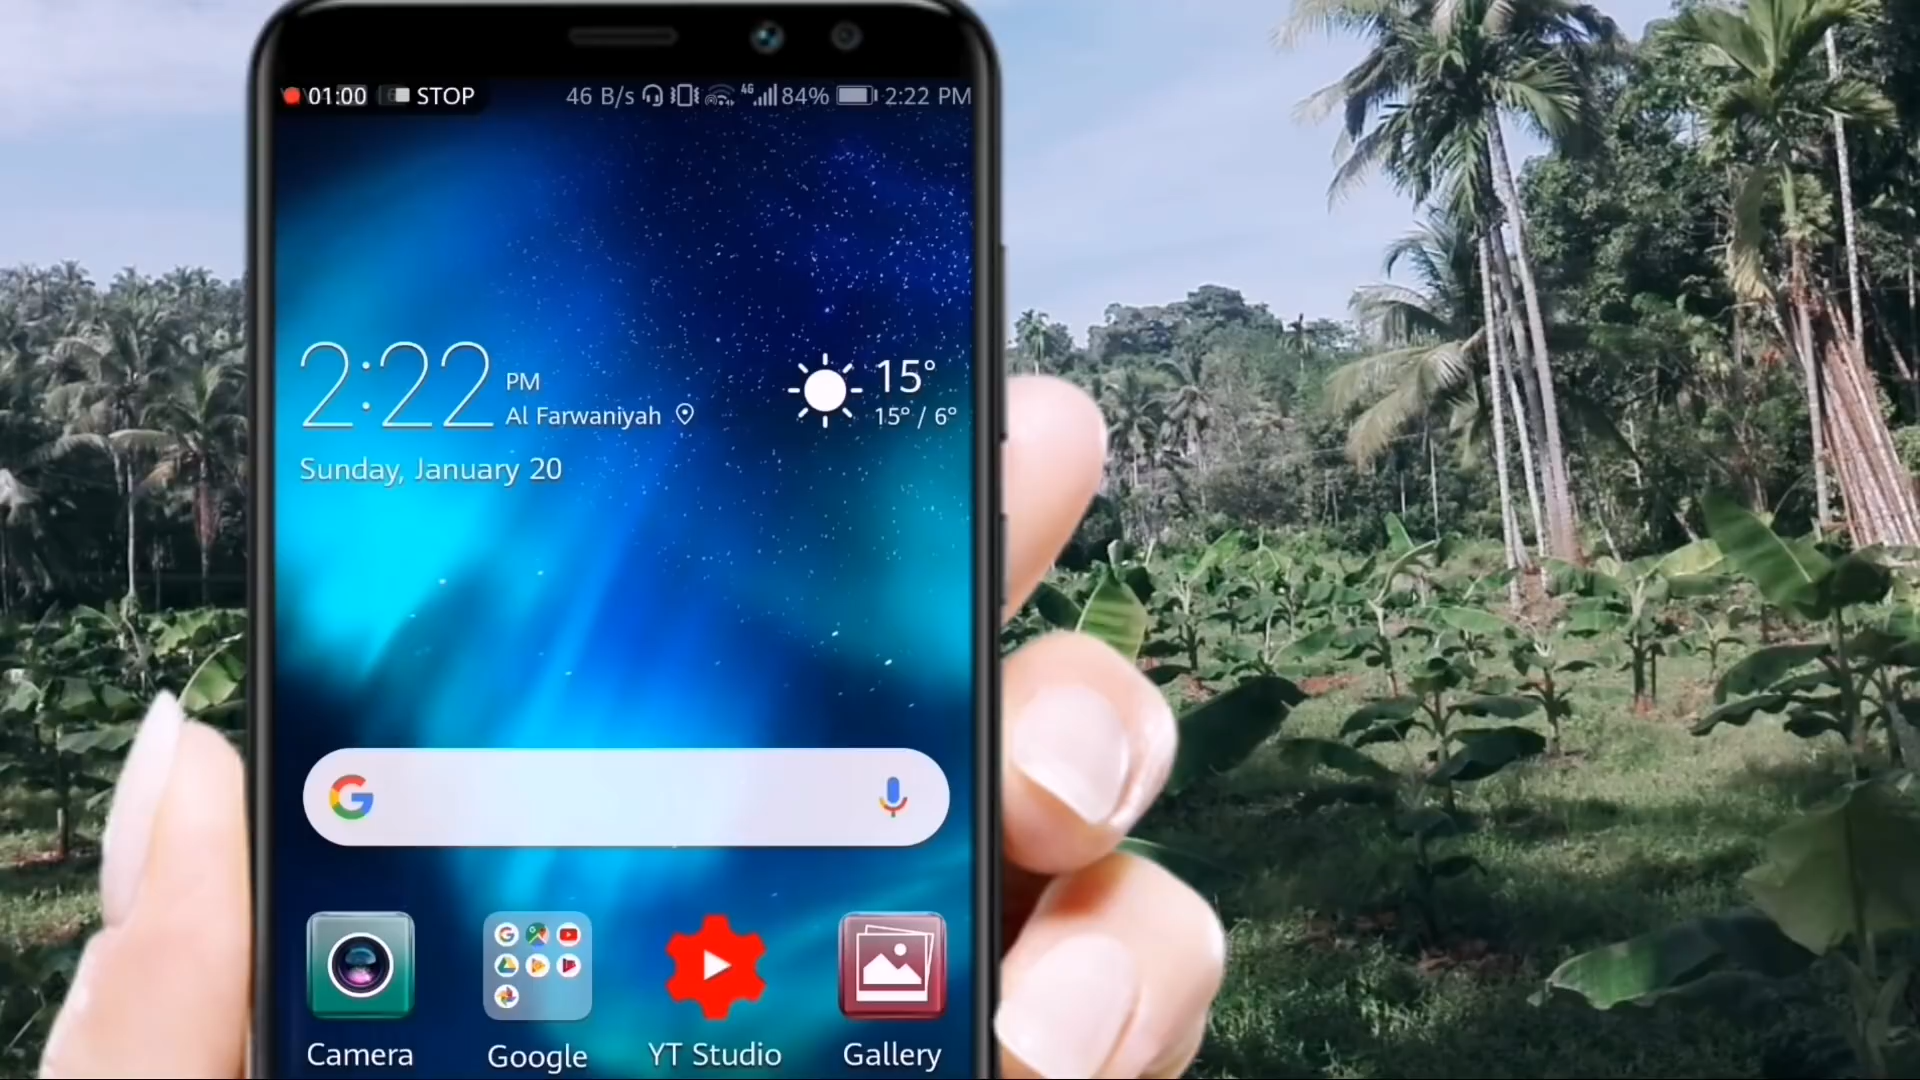 01:00 STOP 46 B/s 4G 84% 2:22 PM
2:22 PM
Al Farwaniyah
15°
15° / 6°
Sunday, January 20
G
Camera Google YT Studio Gallery